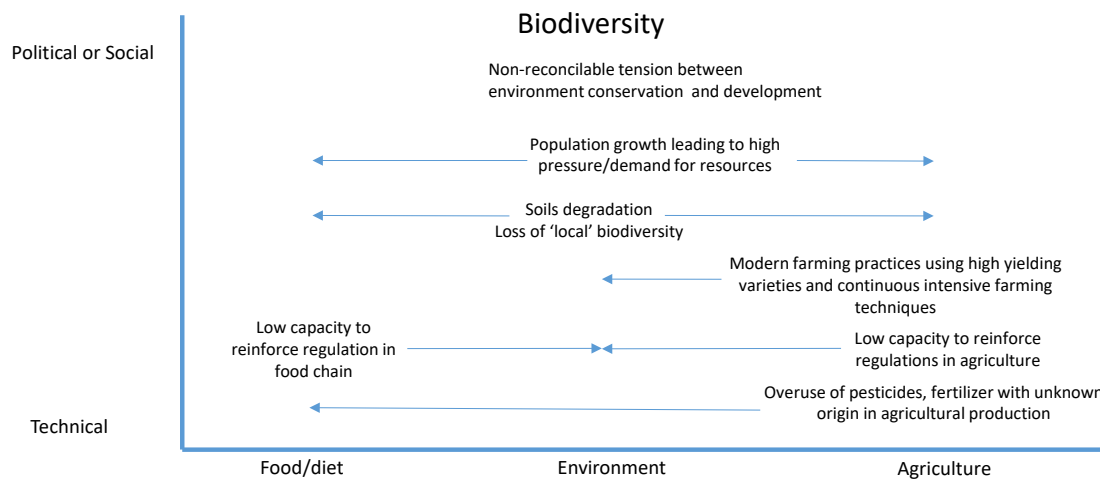 Biodiversity
Political or Social
Non-reconcilable tension between
environment conservation and development
Population growth leading to high
pressure/demand for resources
Soils degradation
Loss of ‘local’ biodiversity
Modern farming practices using high yielding
varieties and continuous intensive farming
techniques
Low capacity to
reinforce regulation in
food chain
Low capacity to reinforce
regulations in agriculture
Overuse of pesticides, fertilizer with unknown
origin in agricultural production
Technical
Food/diet
Environment
Agriculture